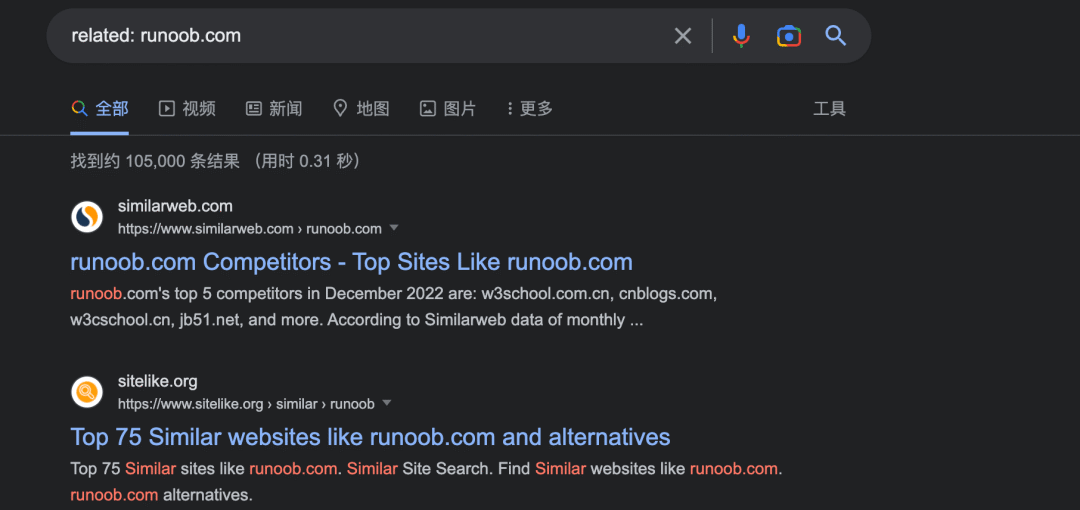 related: runoob.com
全部 视频 新闻 地图 图片 更多 工具
找到约 105,000 条结果 （用时 0.31 秒）
similarweb.com
https://www.similarweb.com › runoob.com
runoob.com Competitors - Top Sites Like runoob.com
runoob.com's top 5 competitors in December 2022 are: w3school.com.cn, cnblogs.com,
w3cschool.cn, jb51.net, and more. According to Similarweb data of monthly ...
sitelike.org
https://www.sitelike.org › similar › runoob
Top 75 Similar websites like runoob.com and alternatives
Top 75 Similar sites like runoob.com. Similar Site Search. Find Similar websites like runoob.com.
runoob.com alternatives.